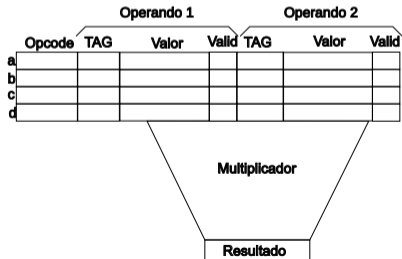 Operando 1 Operando 2
Opcode TAG Valor Valid TAG Valor Valid
a
b
c
d
Multiplicador
Resultado